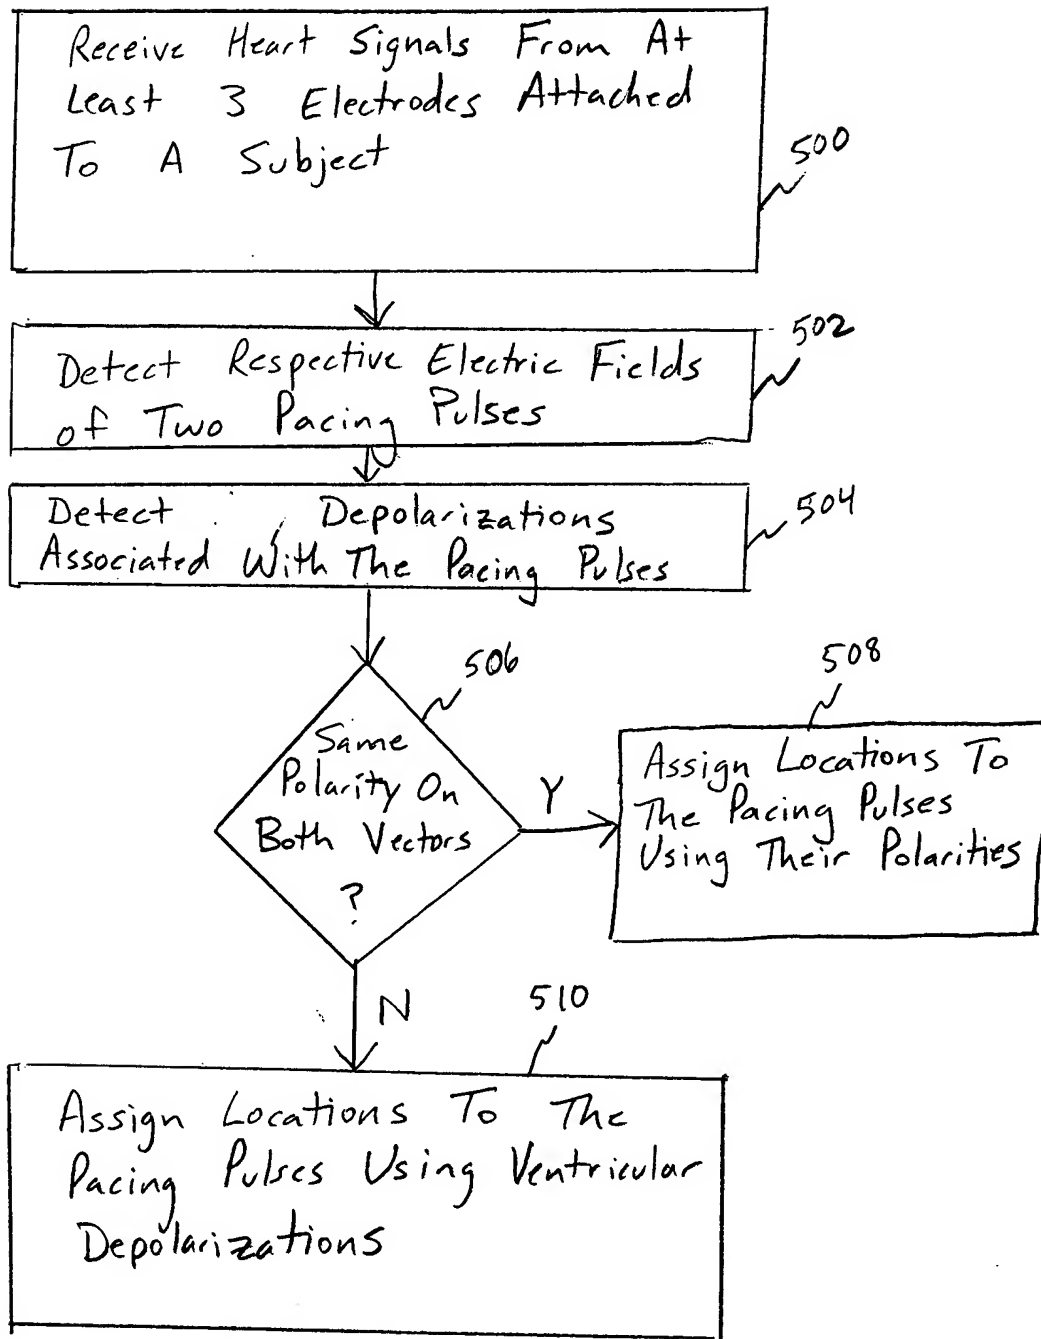 Receive Heart Signals From At
Least 3 Electrodes Attached
To A Subject
500
502
Detect Respective Electric Fields
of Two Pacing Pulses
504
Detect Depolarizations
Associated With The Pacing Pulses
506
Same
Polarity On
Both Vectors
?
Y
508
Assign Locations To
The Pacing Pulses
Using Their Polarities
N
510
Assign Locations To The
Pacing Pulses Using Ventricular
Depolarizations